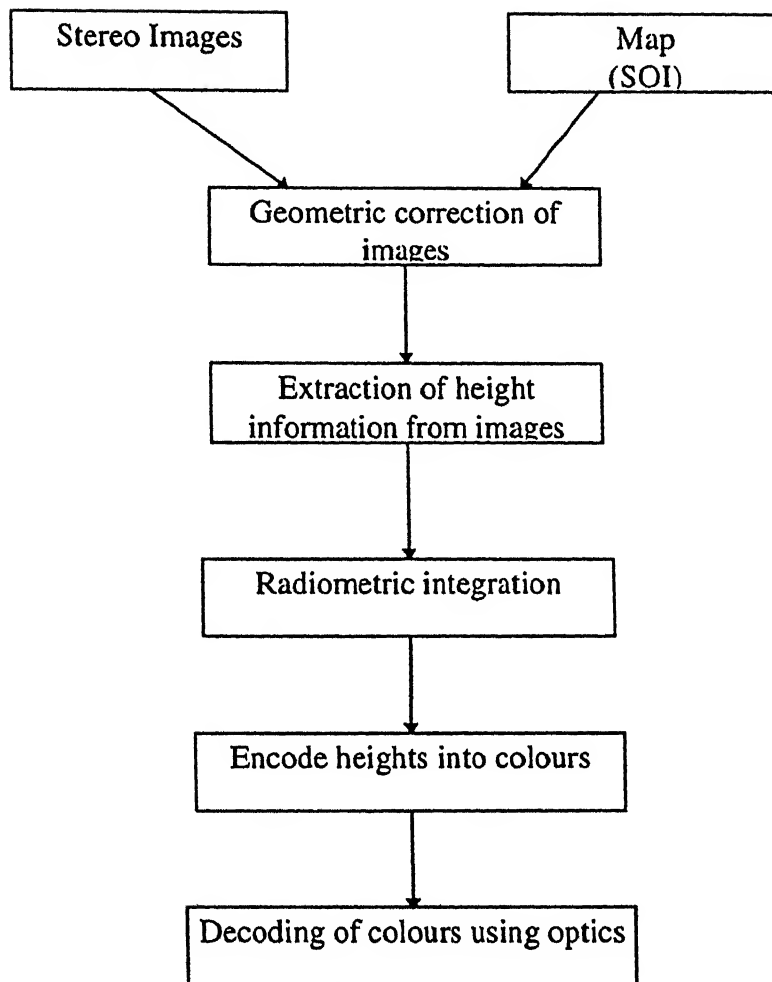 Stereo Images
Map
(SOI)
Geometric correction of
images
Extraction of height
information from images
Radiometric integration
Encode heights into colours
Decoding of colours using optics